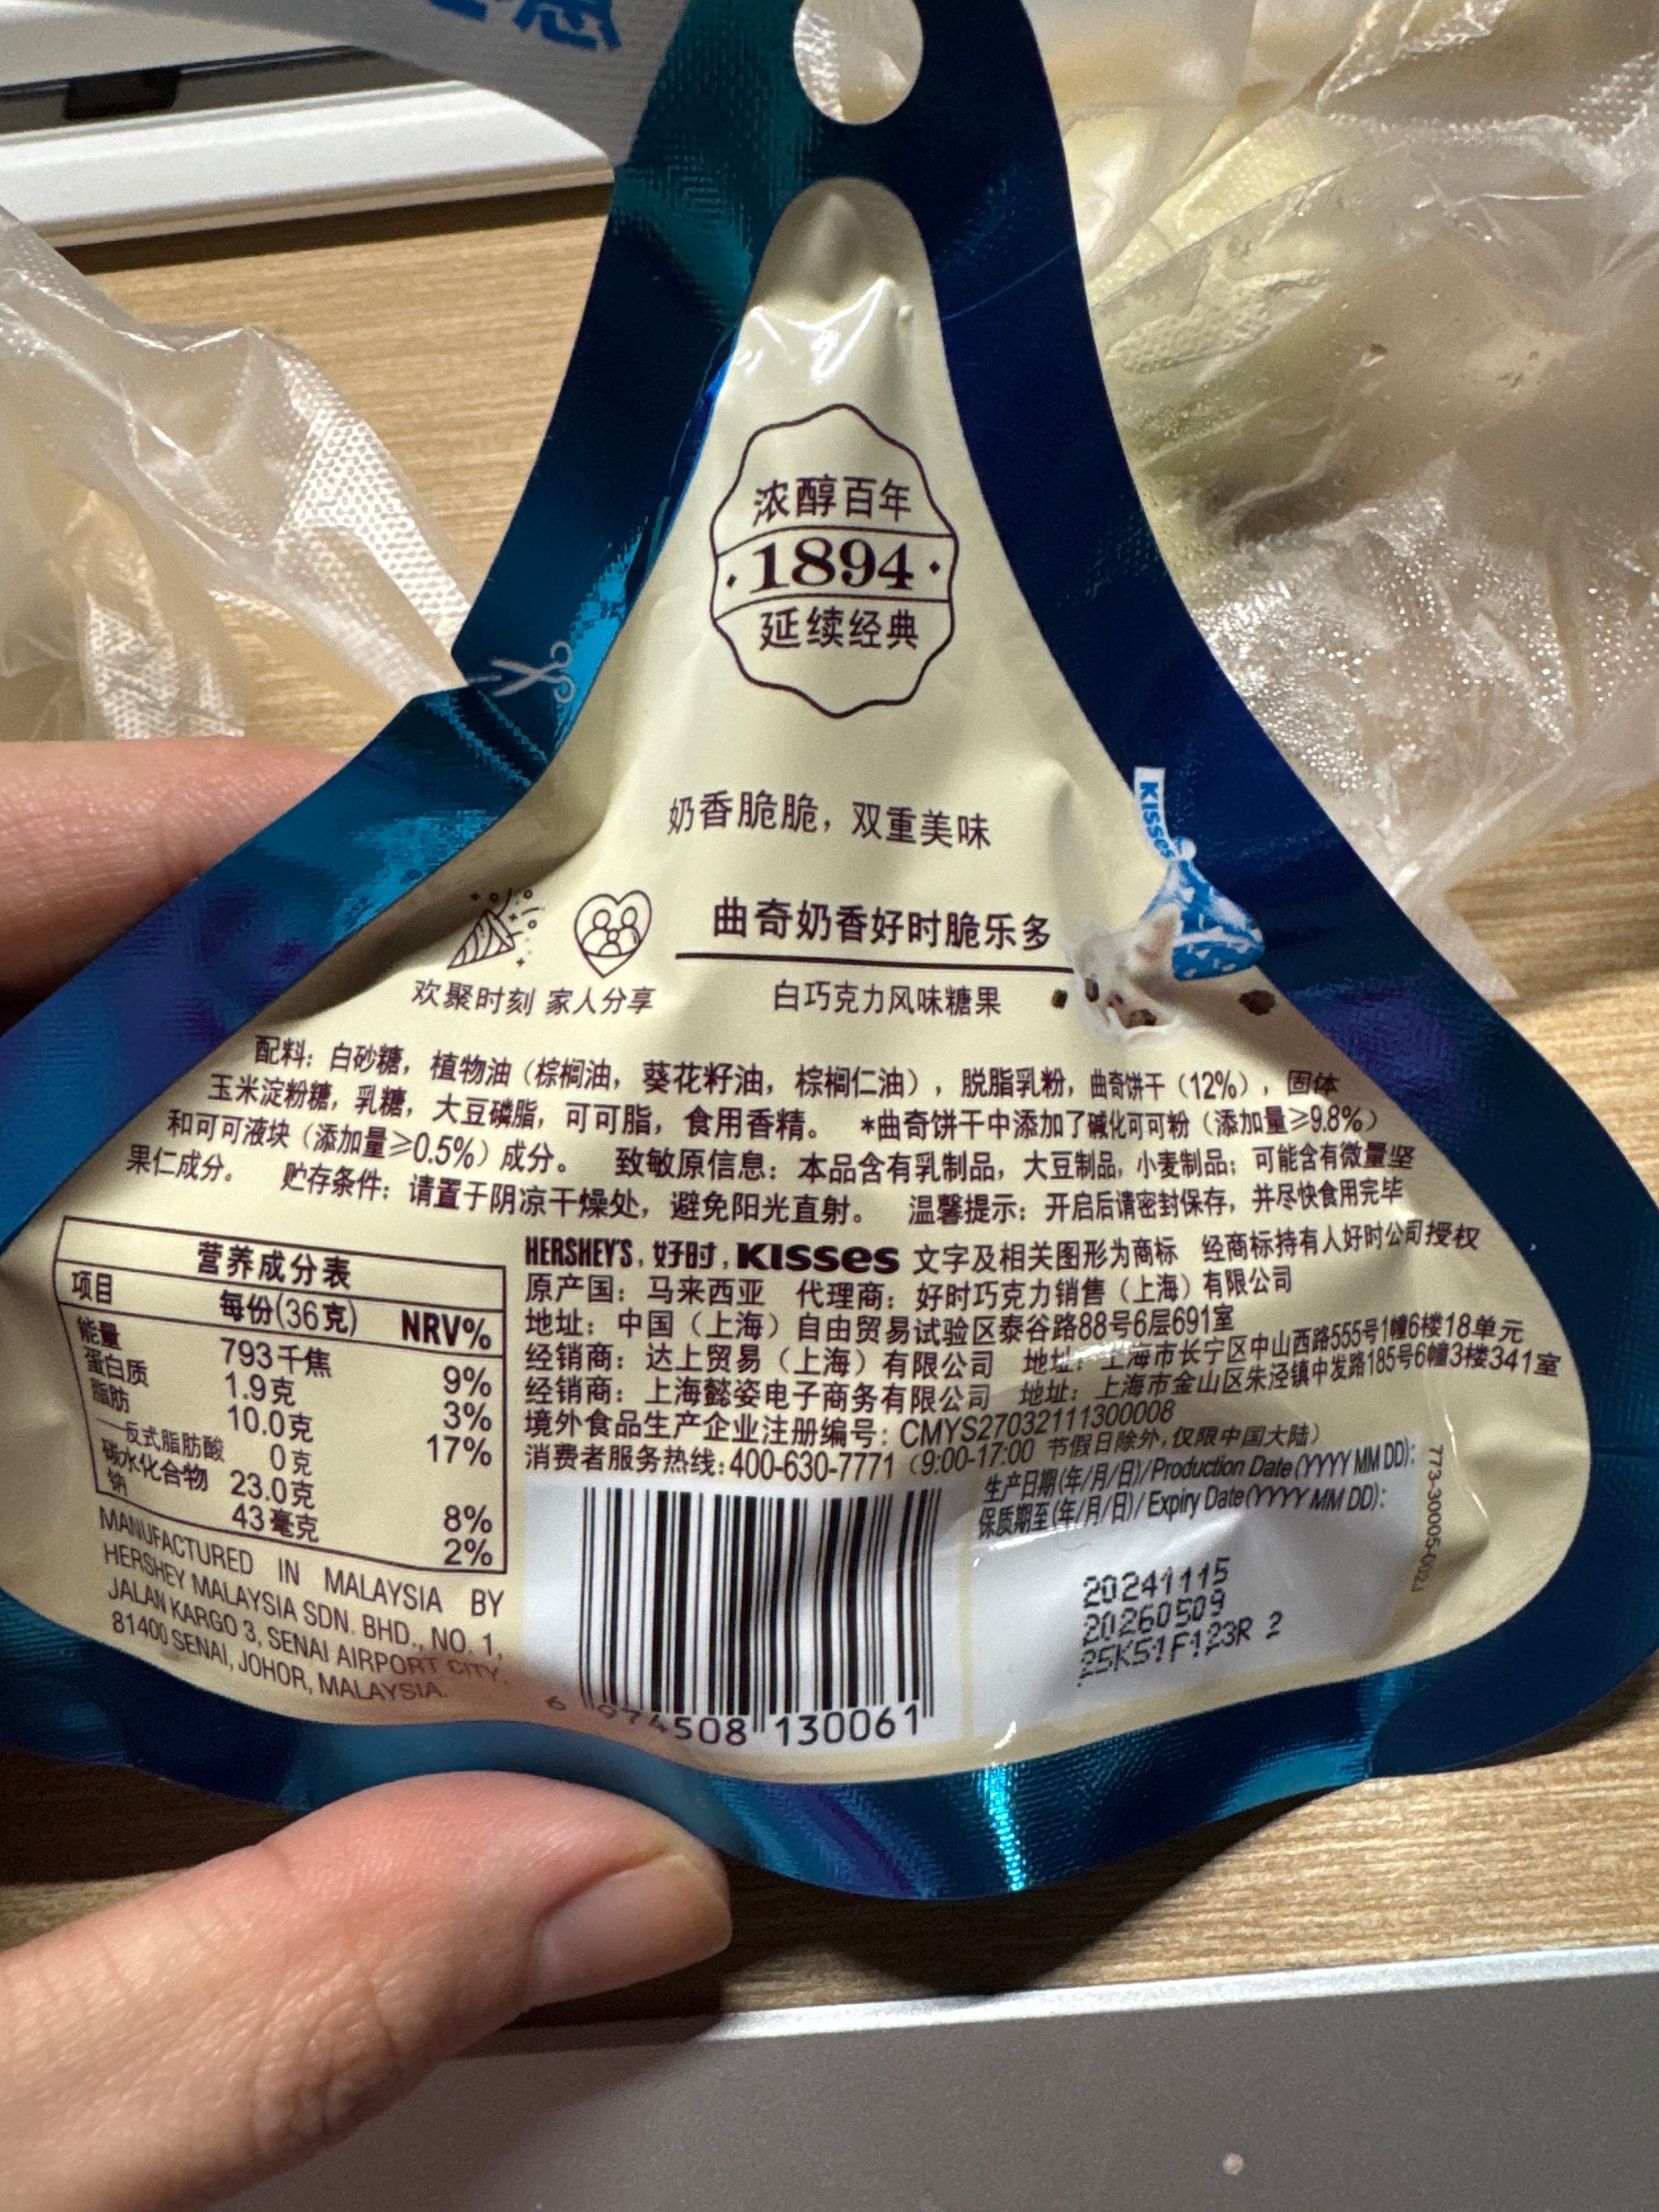 浓醇百年
·1894·
延续经典
KISSES
奶香脆脆，双重美味
曲奇奶香好时脆乐多
欢聚时刻 家人分享
白巧克力风味糖果
配料：白砂糖，植物油（棕榈油，葵花籽油，棕榈仁油），脱脂乳粉，曲奇饼干（12%），固体
玉米淀粉糖，乳糖，大豆磷脂，可可脂，食用香精。 *曲奇饼干中添加了碱化可可粉（添加量≥9.8%）
和可可液块（添加量≥0.5%）成分。 致敏原信息：本品含有乳制品，大豆制品，小麦制品；可能含有微量坚
果仁成分。 贮存条件：请置于阴凉干燥处，避免阳光直射。 温馨提示：开启后请密封保存，并尽快食用完毕
营养成分表
项目 每份(36克) NRV%
能量 793千焦 9%
蛋白质 1.9克 3%
脂肪 10.0克 17%
—反式脂肪酸 0克
碳水化合物 23.0克 8%
钠 43毫克 2%
MANUFACTURED IN MALAYSIA BY
HERSHEY MALAYSIA SDN. BHD., NO. 1,
JALAN KARGO 3, SENAI AIRPORT CITY,
81400 SENAI, JOHOR, MALAYSIA.
HERSHEY'S, 好时, KISSES 文字及相关图形为商标 经商标持有人好时公司授权
原产国：马来西亚 代理商：好时巧克力销售（上海）有限公司
地址：中国（上海）自由贸易试验区泰谷路88号6层691室
经销商：达上贸易（上海）有限公司 地址：上海市长宁区中山西路555号1幢6楼18单元
经销商：上海懿姿电子商务有限公司 地址：上海市金山区朱泾镇中发路185号6幢3楼341室
境外食品生产企业注册编号：CMYS27032111300008
消费者服务热线：400-630-7771（9:00-17:00 节假日除外，仅限中国大陆）
生产日期(年/月/日)/Production Date(YYYY MM DD):
保质期至(年/月/日)/Expiry Date(YYYY MM DD):
20241115
20260509
25K51F123R 2
6 974508 130061
773-30005-002J